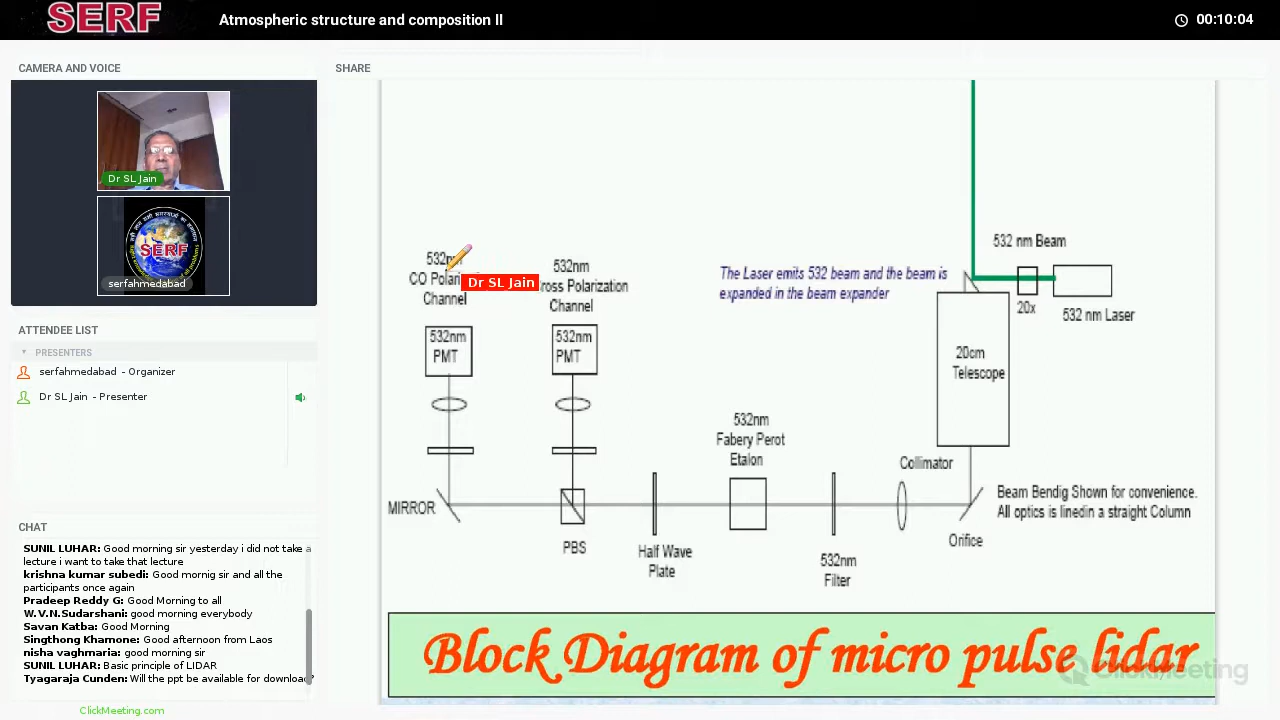 SERF
Atmospheric structure and composition II
00:10:04
CAMERA AND VOICE
Dr SL Jain
SERF
serfahmedabad
ATTENDEE LIST
PRESENTERS
serfahmedabad - Organizer
Dr SL Jain - Presenter
CHAT
SUNIL LUHAR: Good morning sir yesterday i did not take a
lecture i want to take that lecture
krishna kumar subedi: Good mornig sir and all the
participants once again
Pradeep Reddy G: Good Morning to all
W.V.N.Sudarshani: good morning everybody
Savan Katba: Good Morning
Singthong Khamone: Good afternoon from Laos
nisha vaghmaria: good morning sir
SUNIL LUHAR: Basic principle of LIDAR
Tyagaraja Cunden: Will the ppt be available for download?
ClickMeeting.com
SHARE
532 nm Beam
20x
532 nm Laser
The Laser emits 532 beam and the beam is
expanded in the beam expander
532nm
CO
Channel
Dr SL Jain
532nm
Polarization
Channel
532nm
PMT
532nm
PMT
20cm
Telescope
532nm
Fabery Perot
Etalon
Collimator
Beam Bendig Shown for convenience.
All optics is linedin a straight Column
MIRROR
PBS
Half Wave
Plate
532nm
Filter
Orifice
Block Diagram of micro pulse lidar
ClickMeeting